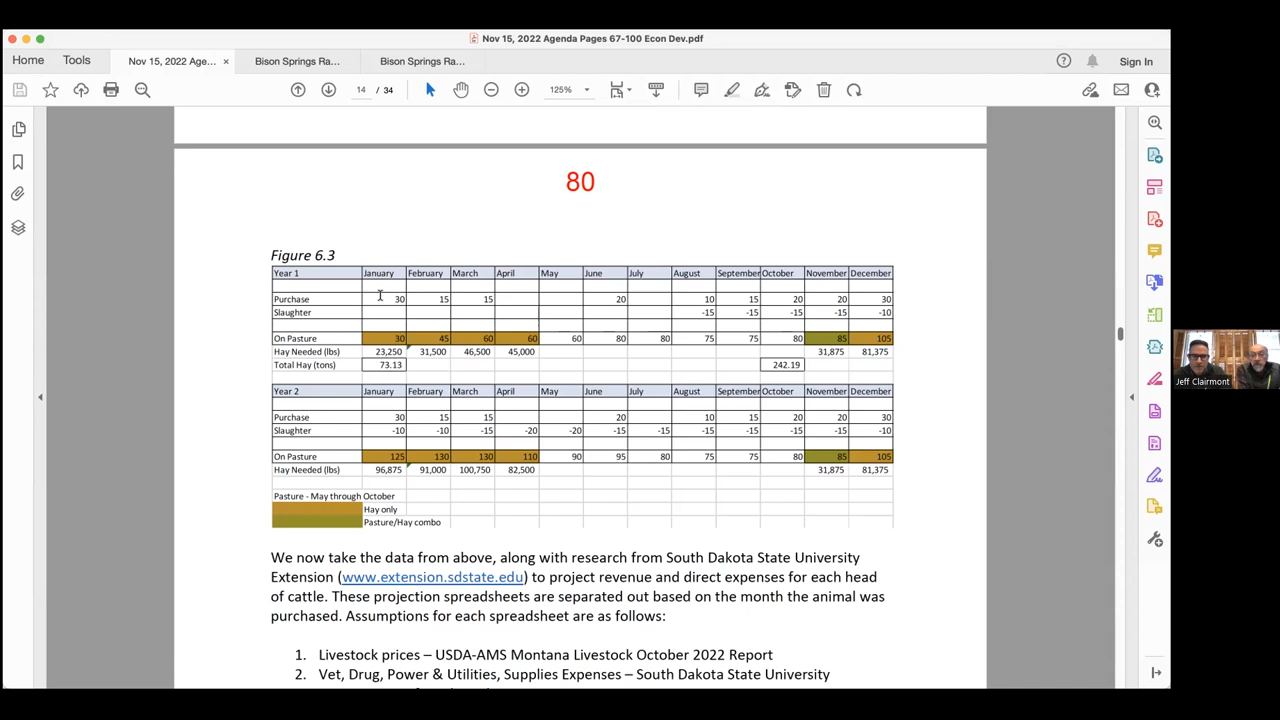 Nov 15, 2022 Agenda Pages 67-100 Econ Dev.pdf
Home Tools Nov 15, 2022 Age... × Bison Springs Ra... Bison Springs Ra... Sign In
14 / 34 125%
80
Figure 6.3
Year 1 January February March April May June July August September October November December
Purchase 30 15 15 20 10 15 20 20 30
Slaughter -15 -15 -15 -15 -10
On Pasture 30 45 60 60 60 80 80 75 75 80 85 105
Hay Needed (lbs) 23,250 31,500 46,500 45,000 31,875 81,375
Total Hay (tons) 73.13 242.19
Year 2 January February March April May June July August September October November December
Purchase 30 15 15 20 10 15 20 20 30
Slaughter -10 -10 -15 -20 -20 -15 -15 -15 -15 -15 -15 -10
On Pasture 125 130 130 110 90 95 80 75 75 80 85 105
Hay Needed (lbs) 96,875 91,000 100,750 82,500 31,875 81,375
Pasture - May through October
Hay only
Pasture/Hay combo
We now take the data from above, along with research from South Dakota State University
Extension (www.extension.sdstate.edu) to project revenue and direct expenses for each head
of cattle. These projection spreadsheets are separated out based on the month the animal was
purchased. Assumptions for each spreadsheet are as follows:
1. Livestock prices – USDA-AMS Montana Livestock October 2022 Report
2. Vet, Drug, Power & Utilities, Supplies Expenses – South Dakota State University
Jeff Clairmont